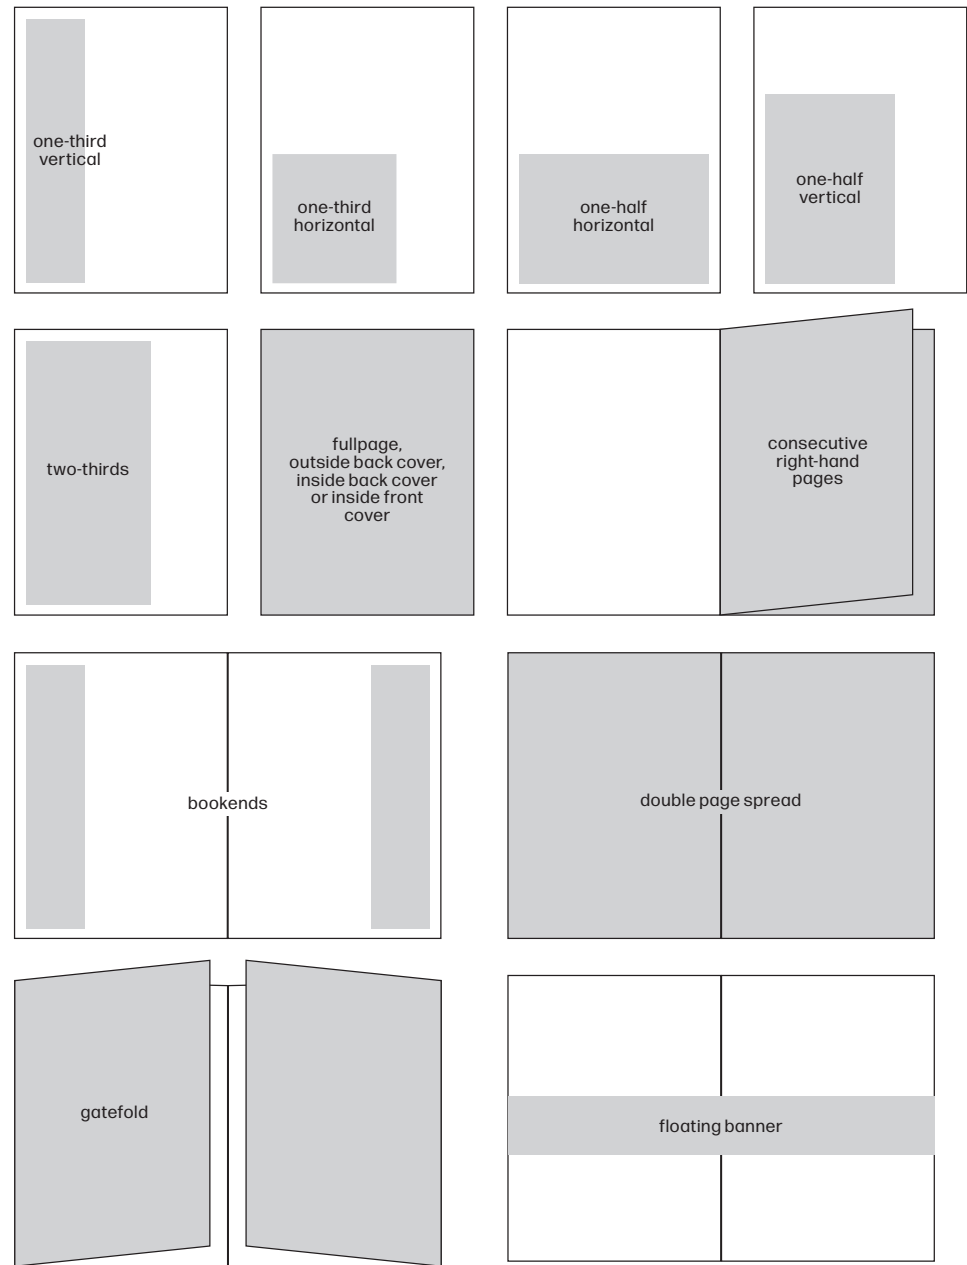 one-third
vertical
one-third
horizontal
one-half
horizontal
one-half
vertical
two-thirds
fullpage,
outside back cover,
inside back cover
or inside front
cover
consecutive
right-hand
pages
bookends
double page spread
gatefold
floating banner